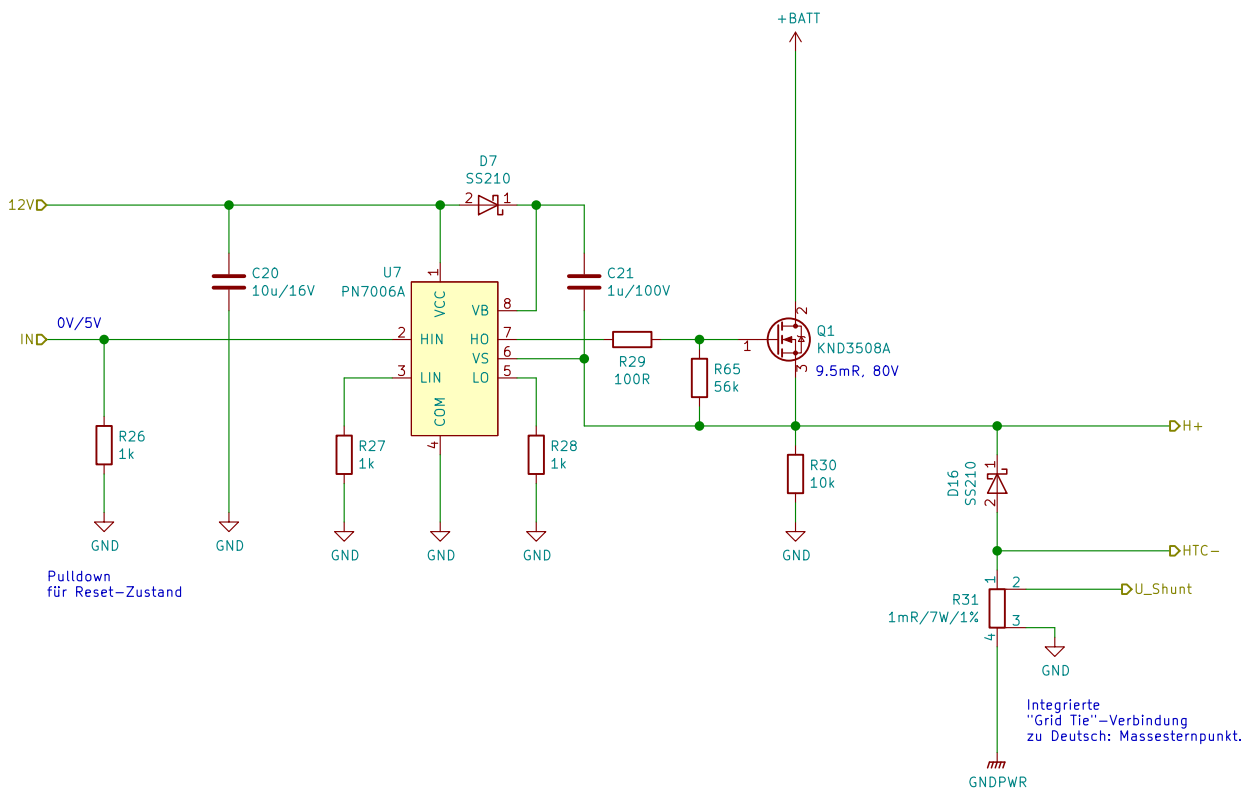 +BATT
D7
SS210
12V
2
1
C20
10u/16V
U7
PN7006A
1
VCC
VB
8
C21
1u/100V
0V/5V
IN
2
HIN
HO
7
VS
6
R29
100R
1
2
Q1
KND3508A
3
9.5mR, 80V
3
LIN
LO
5
R65
56k
COM
4
R26
1k
R27
1k
R28
1k
H+
R30
10k
D16
SS210
1
2
GND
GND
GND
GND
GND
GND
HTC-
Pulldown
für Reset-Zustand
1
2
U_Shunt
R31
1mR/7W/1%
3
4
GND
Integrierte
"Grid Tie"-Verbindung
zu Deutsch: Massesternpunkt.
GNDPWR